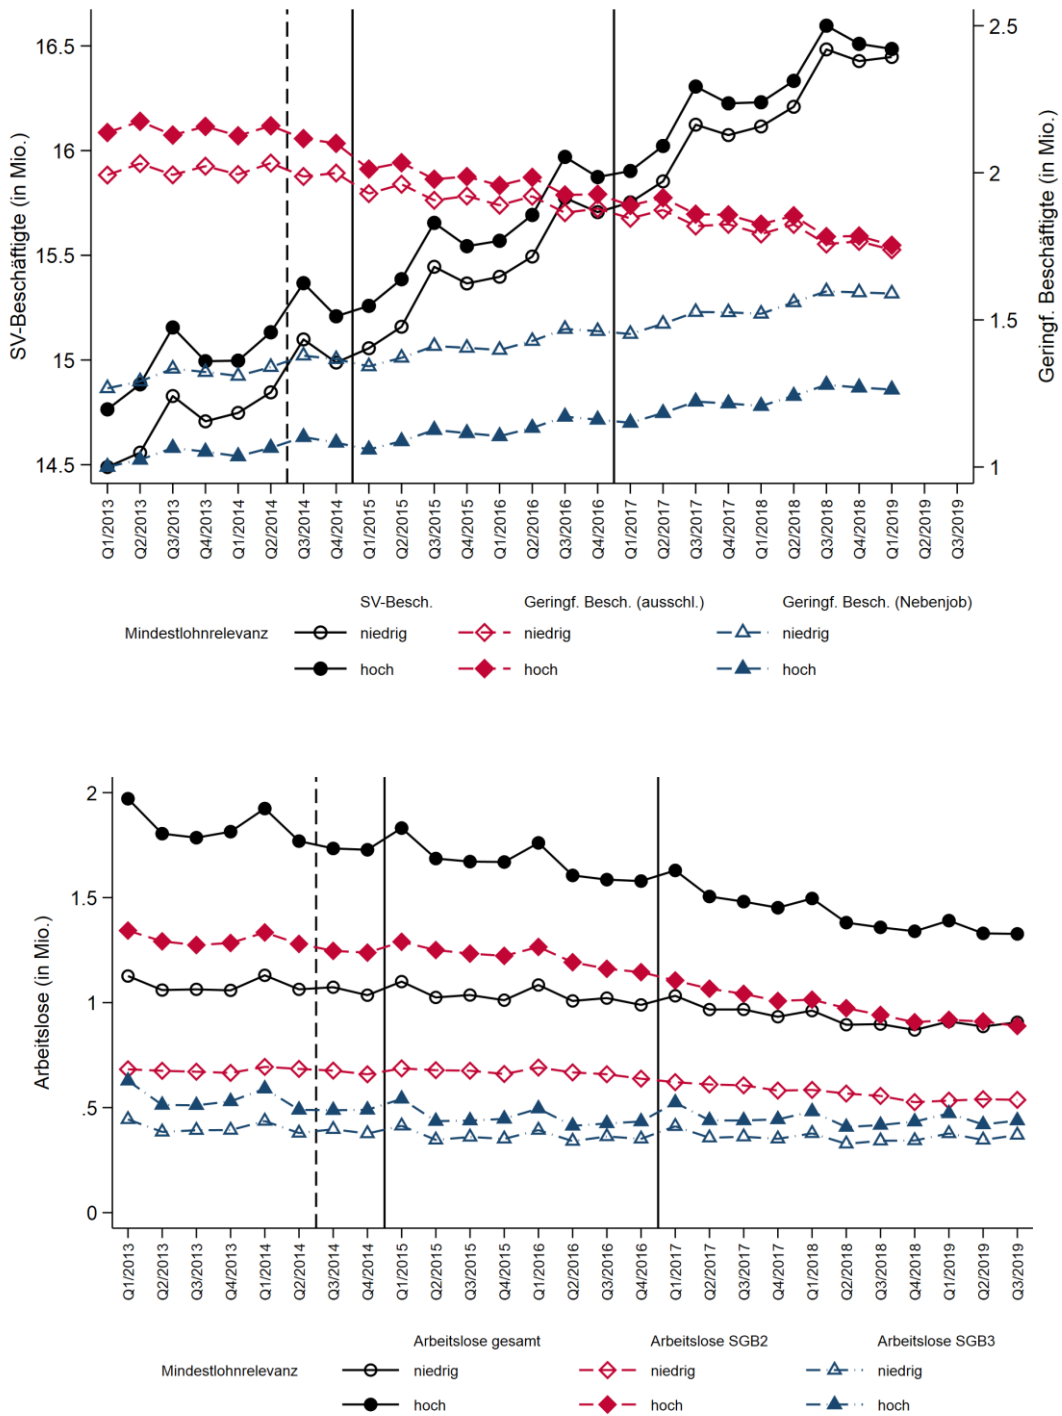 SV-Beschäftigte (in Mio.)
16.5
16
15.5
15
14.5
Geringf. Beschäftigte (in Mio.)
2.5
2
1.5
1
Q1/2013
Q2/2013
Q3/2013
Q4/2013
Q1/2014
Q2/2014
Q3/2014
Q4/2014
Q1/2015
Q2/2015
Q3/2015
Q4/2015
Q1/2016
Q2/2016
Q3/2016
Q4/2016
Q1/2017
Q2/2017
Q3/2017
Q4/2017
Q1/2018
Q2/2018
Q3/2018
Q4/2018
Q1/2019
Q2/2019
Q3/2019
SV-Besch. Geringf. Besch. (ausschl.) Geringf. Besch. (Nebenjob)
Mindestlohnrelevanz niedrig niedrig niedrig
hoch hoch hoch
Arbeitslose (in Mio.)
2
1.5
1
.5
0
Q1/2013
Q2/2013
Q3/2013
Q4/2013
Q1/2014
Q2/2014
Q3/2014
Q4/2014
Q1/2015
Q2/2015
Q3/2015
Q4/2015
Q1/2016
Q2/2016
Q3/2016
Q4/2016
Q1/2017
Q2/2017
Q3/2017
Q4/2017
Q1/2018
Q2/2018
Q3/2018
Q4/2018
Q1/2019
Q2/2019
Q3/2019
Arbeitslose gesamt Arbeitslose SGB2 Arbeitslose SGB3
Mindestlohnrelevanz niedrig niedrig niedrig
hoch hoch hoch